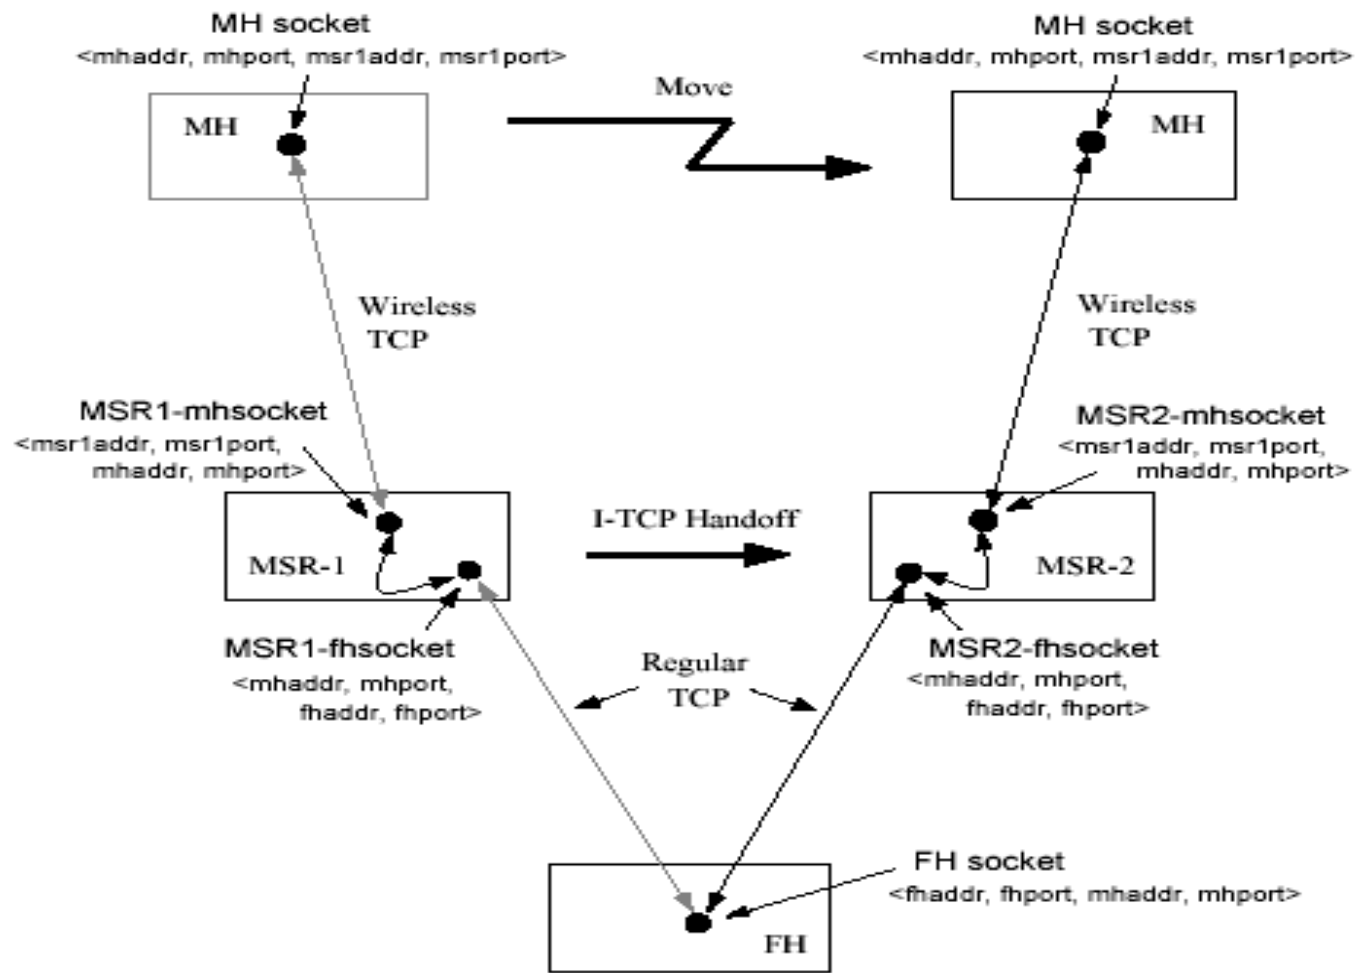 MH socket
<mhaddr, mhport, msr1addr, msr1port>
MH socket
<mhaddr, mhport, msr1addr, msr1port>
Move
MH
MH
Wireless
TCP
Wireless
TCP
MSR1-mhsocket
<msr1addr, msr1port,
mhaddr, mhport>
MSR2-mhsocket
<msr1addr, msr1port,
mhaddr, mhport>
I-TCP Handoff
MSR-1
MSR-2
MSR1-fhsocket
<mhaddr, mhport,
fhaddr, fhport>
Regular
TCP
MSR2-fhsocket
<mhaddr, mhport,
fhaddr, fhport>
FH socket
<fhaddr, fhport, mhaddr, mhport>
FH